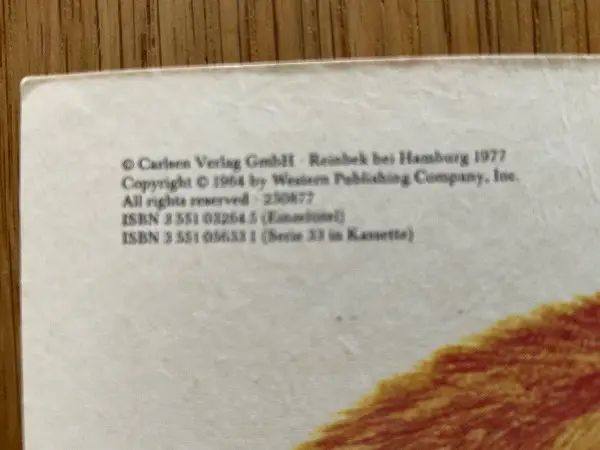 © Carlsen Verlag GmbH · Reinbek bei Hamburg 1977
Copyright © 1964 by Western Publishing Company, Inc.
All rights reserved · 250877
ISBN 3 551 03264 5 (Einzeltitel)
ISBN 3 551 05633 1 (Serie 33 in Kassette)